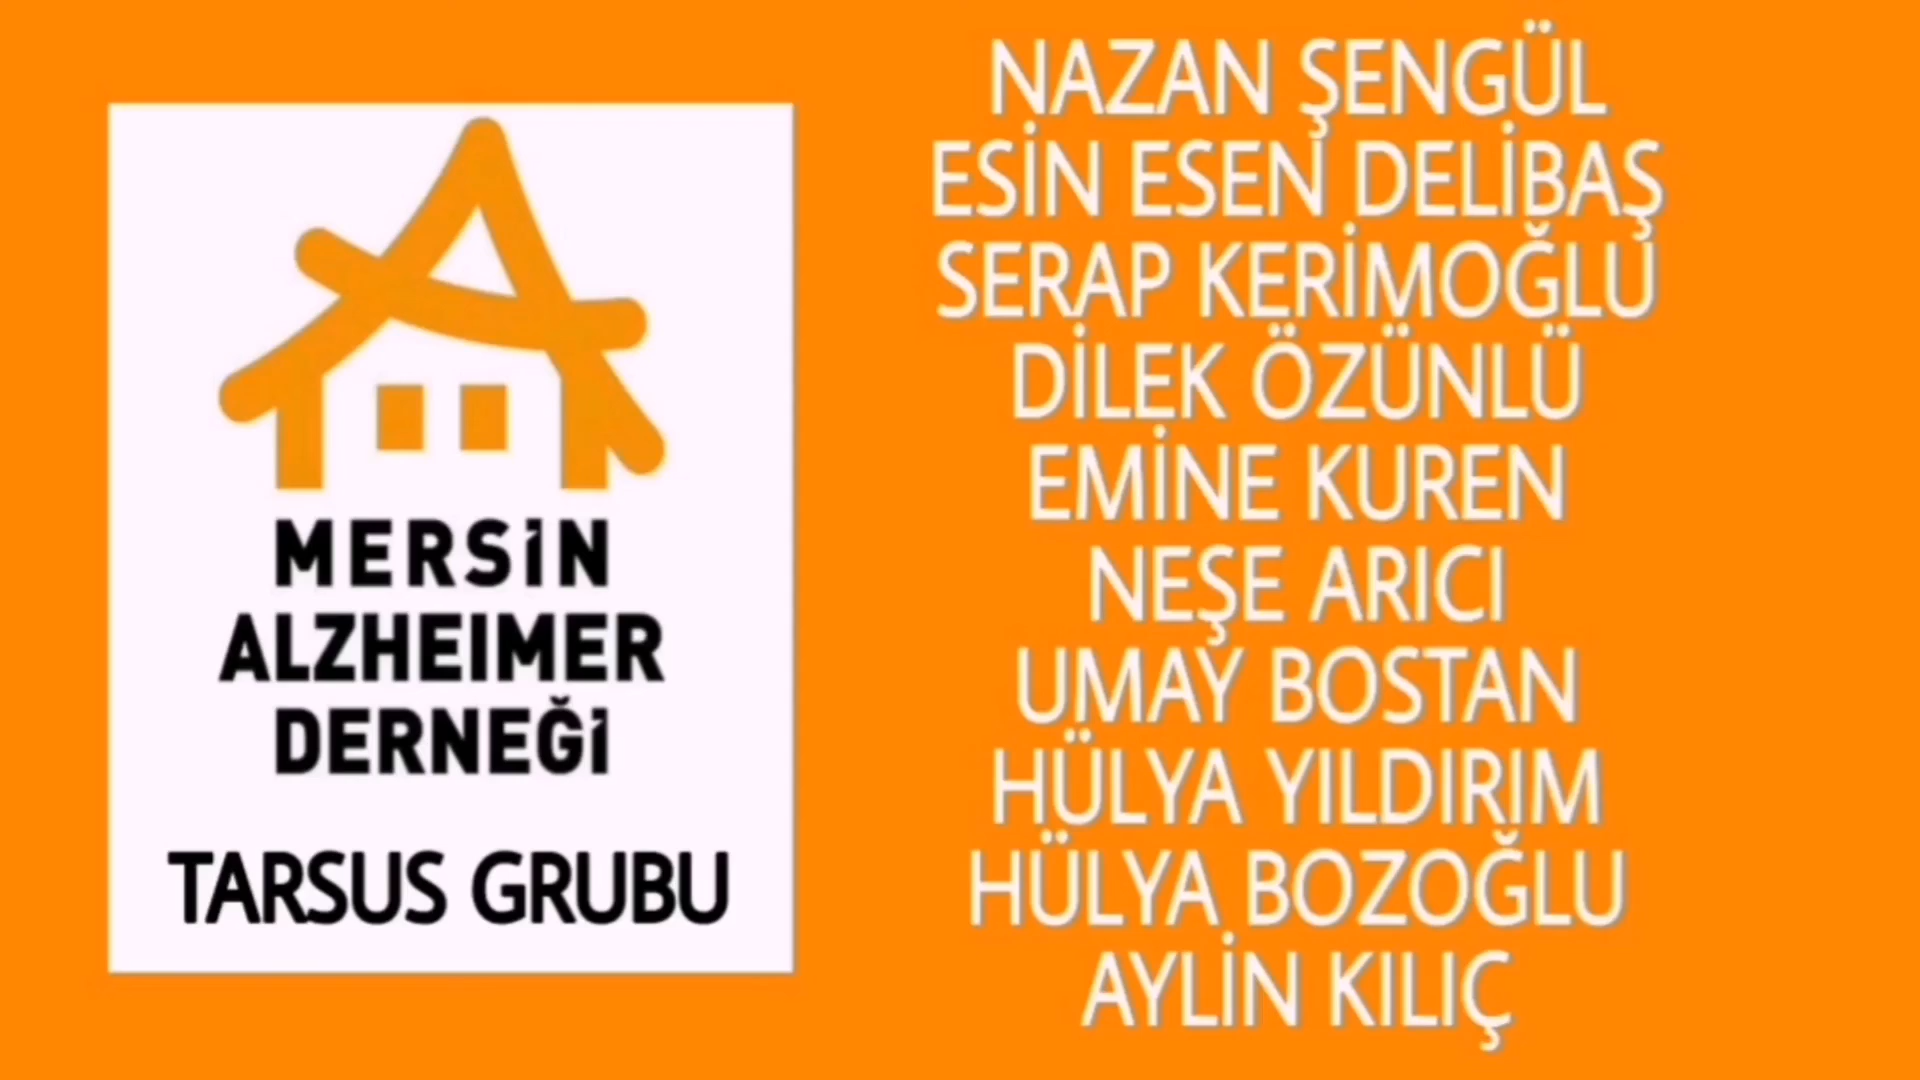 MERSİN
ALZHEIMER
DERNEĞİ
TARSUS GRUBU
NAZAN ŞENGÜL
ESİN ESEN DELİBAŞ
SERAP KERİMOĞLU
DİLEK ÖZÜNLÜ
EMİNE KUREN
NEŞE ARICI
UMAY BOSTAN
HÜLYA YILDIRIM
HÜLYA BOZOĞLU
AYLİN KILIÇ